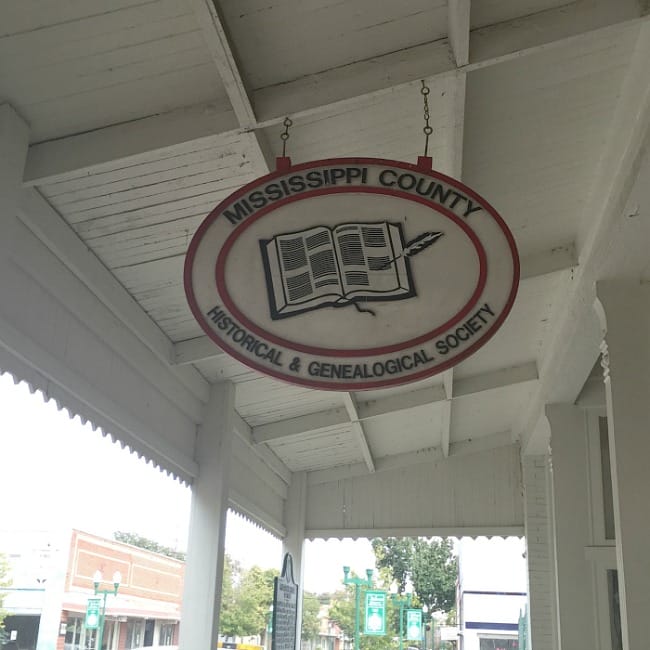 MISSISSIPPI COUNTY
HISTORICAL & GENEALOGICAL SOCIETY